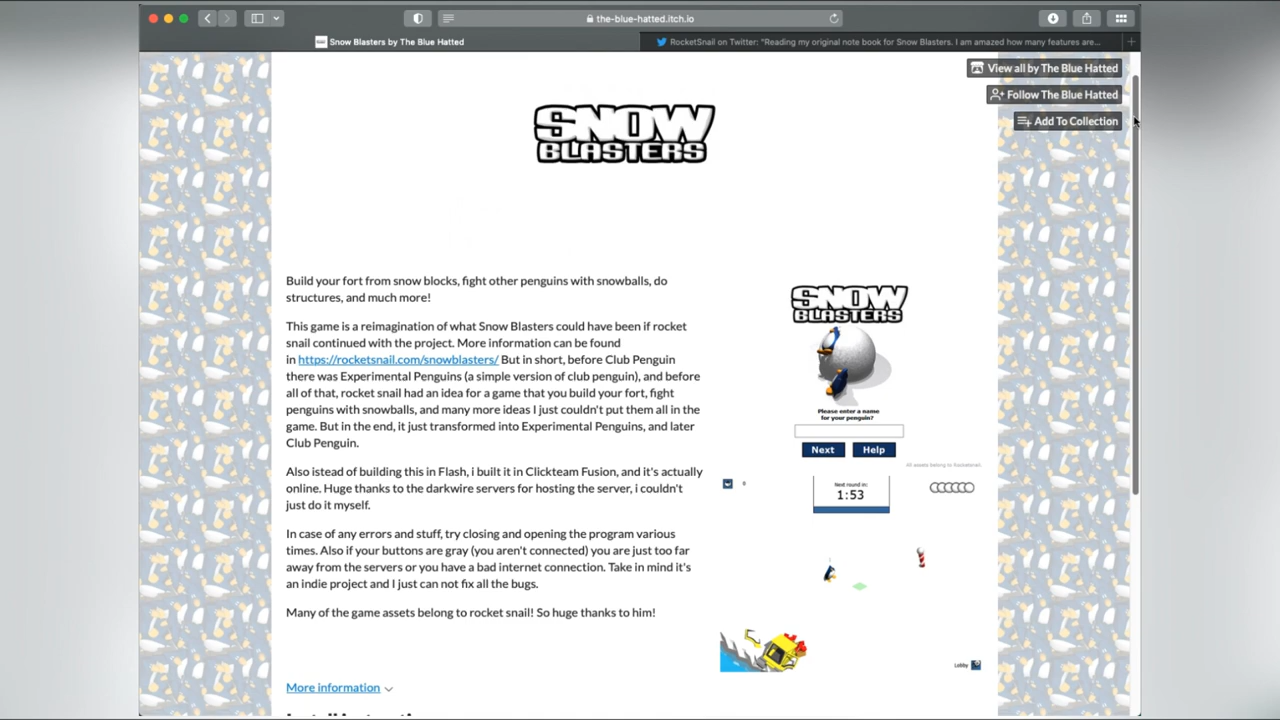 the-blue-hatted.itch.io
Snow Blasters by The Blue Hatted
RocketSnail on Twitter: "Reading my original note book for Snow Blasters. I am amazed how many features are...
View all by The Blue Hatted
Follow The Blue Hatted
Add To Collection
SNOW
BLASTERS
Build your fort from snow blocks, fight other penguins with snowballs, do
structures, and much more!
This game is a reimagination of what Snow Blasters could have been if rocket
snail continued with the project. More information can be found
in https://rocketsnail.com/snowblasters/ But in short, before Club Penguin
there was Experimental Penguins (a simple version of club penguin), and before
all of that, rocket snail had an idea for a game that you build your fort, fight
penguins with snowballs, and many more ideas I just couldn't put them all in the
game. But in the end, it just transformed into Experimental Penguins, and later
Club Penguin.
Also istead of building this in Flash, i built it in Clickteam Fusion, and it's actually
online. Huge thanks to the darkwire servers for hosting the server, i couldn't
just do it myself.
In case of any errors and stuff, try closing and opening the program various
times. Also if your buttons are gray (you aren't connected) you are just too far
away from the servers or you have a bad internet connection. Take in mind it's
an indie project and I just can not fix all the bugs.
Many of the game assets belong to rocket snail! So huge thanks to him!
More information
SNOW
BLASTERS
Please enter a name
for your penguin?
Next Help
All assets belong to Rocketsnail.
0
Next round in:
1:53
Lobby